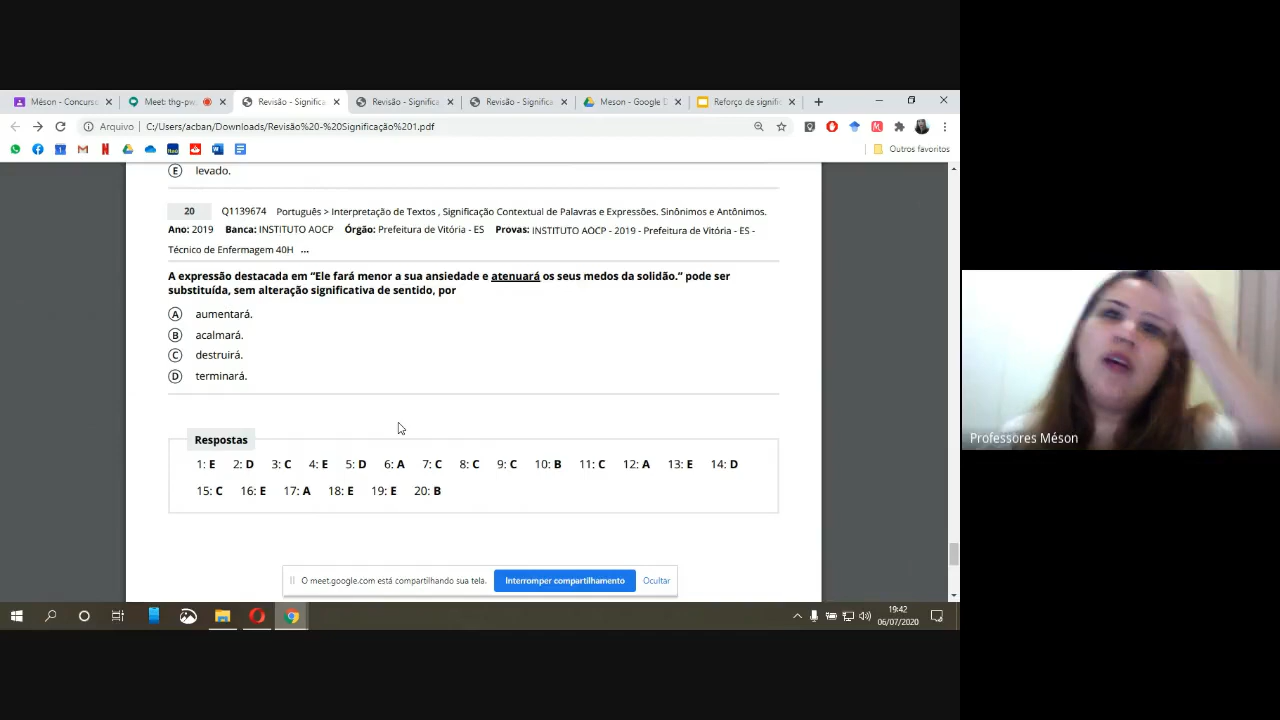 Méson - Concurso
Meet: thg-pw
Revisão - Significa
Revisão - Significa
Revisão - Significa
Meson - Google D
Reforço de signifi
Arquivo C:/Users/acban/Downloads/Revisão%20-%20Significação%201.pdf
Outros favoritos
E levado.
20 Q1139674 Português > Interpretação de Textos , Significação Contextual de Palavras e Expressões. Sinônimos e Antônimos.
Ano: 2019 Banca: INSTITUTO AOCP Órgão: Prefeitura de Vitória - ES Provas: INSTITUTO AOCP - 2019 - Prefeitura de Vitória - ES -
Técnico de Enfermagem 40H ...
A expressão destacada em “Ele fará menor a sua ansiedade e atenuará os seus medos da solidão.” pode ser
substituída, sem alteração significativa de sentido, por
A aumentará.
B acalmará.
C destruirá.
D terminará.
Respostas
1: E 2: D 3: C 4: E 5: D 6: A 7: C 8: C 9: C 10: B 11: C 12: A 13: E 14: D
15: C 16: E 17: A 18: E 19: E 20: B
O meet.google.com está compartilhando sua tela. Interromper compartilhamento Ocultar
19:42
06/07/2020
Professores Méson